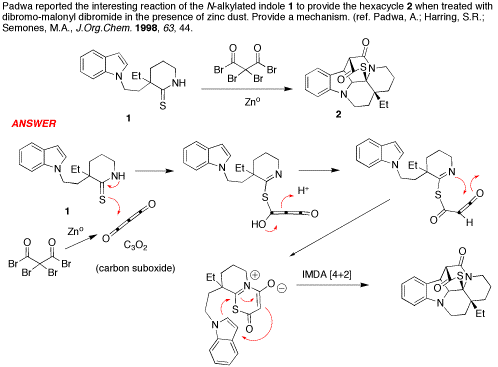 Padwa reported the interesting reaction of the N-alkylated indole 1 to provide the hexacycle 2 when treated with
dibromo-malonyl dibromide in the presence of zinc dust. Provide a mechanism. (ref. Padwa, A.; Harring, S.R.;
Semones, M.A., J.Org.Chem. 1998, 63, 44.
O O
Br Br
Br Br
Zn⁰
N
Et
NH
S
1
O
O S N
N
Et
2
ANSWER
N
Et
NH
S
1
Zn⁰
O O
Br Br
Br Br
O
O
C3O2
(carbon suboxide)
N
Et
N
S
H⁺
HO
O
N
Et
N
S
O
O
H
Et
N
+
O
⊖
S
O
N
IMDA [4+2]
O
O S N
N
Et